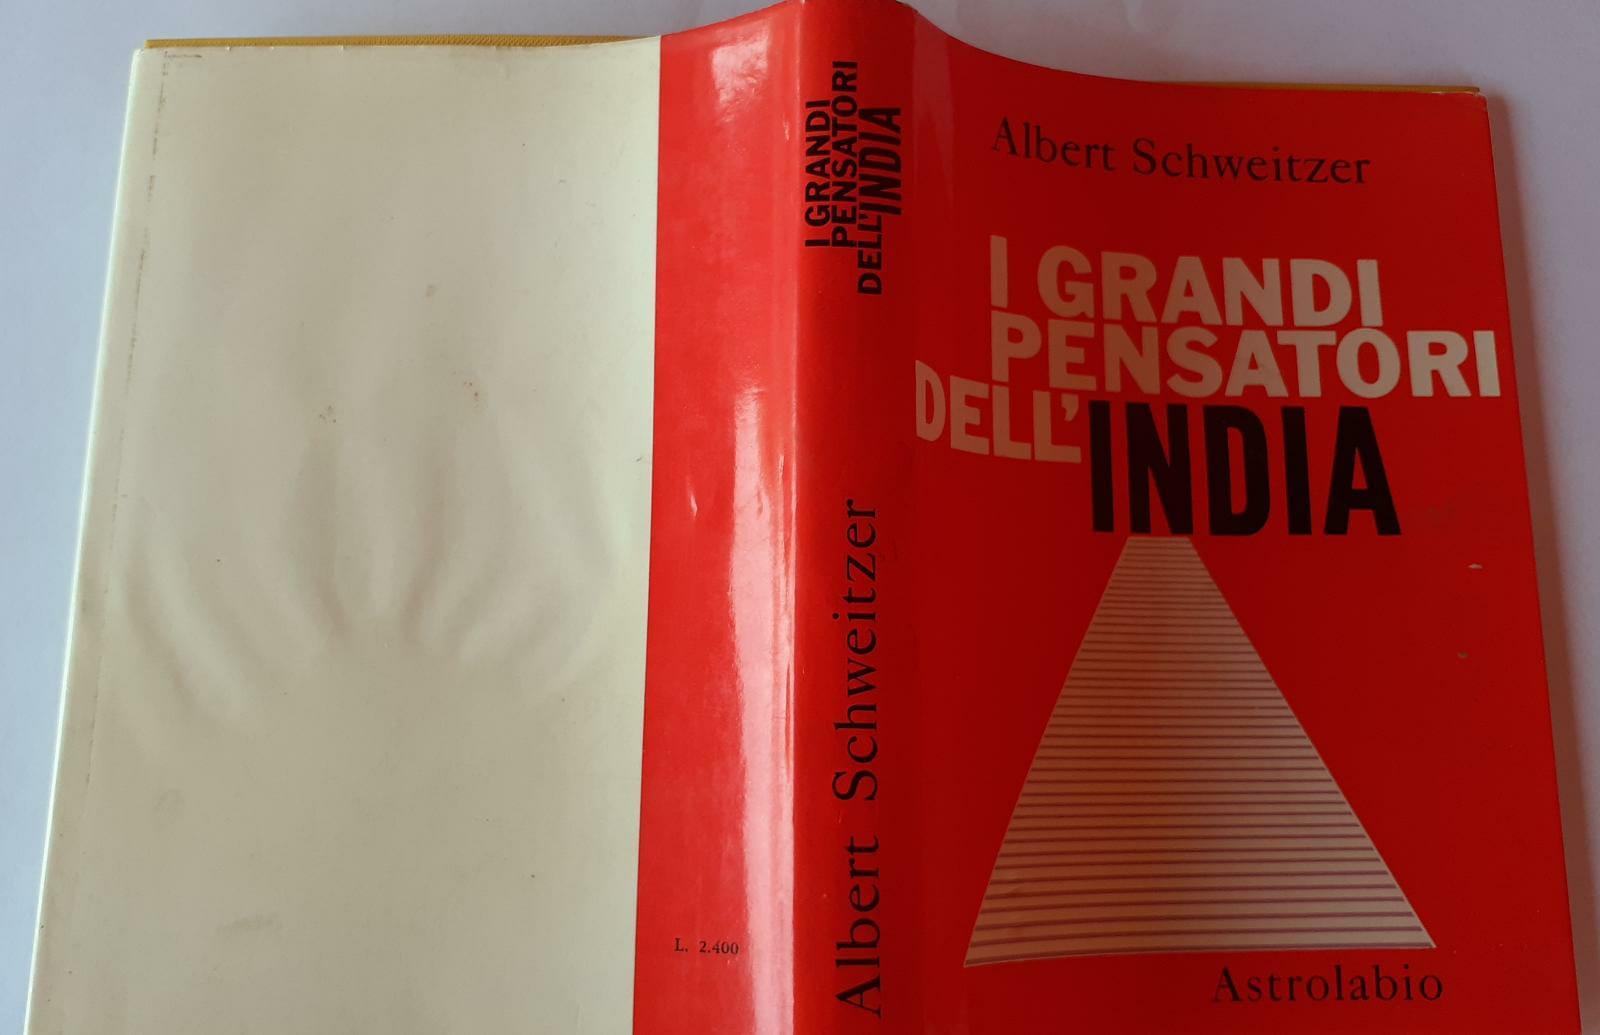 Albert Schweitzer
I GRANDI
PENSATORI
DELL'INDIA
Astrolabio
I GRANDI
PENSATORI
DELL'INDIA
Albert Schweitzer
L. 2.400